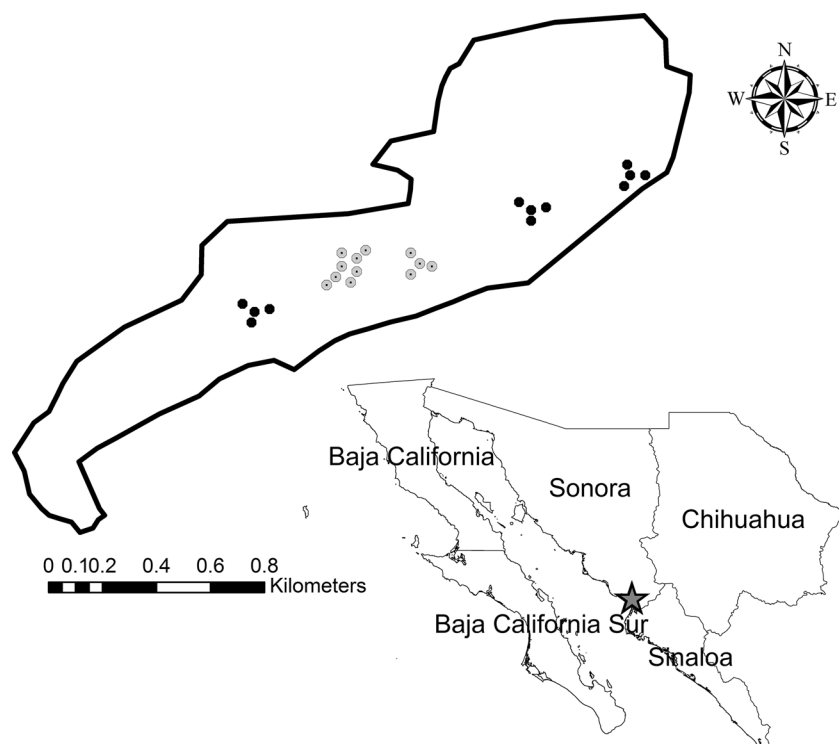 N
W E
S
Baja California
Sonora
Chihuahua
0 0.10.2 0.4 0.6 0.8
Kilometers
Baja California Sur
Sinaloa